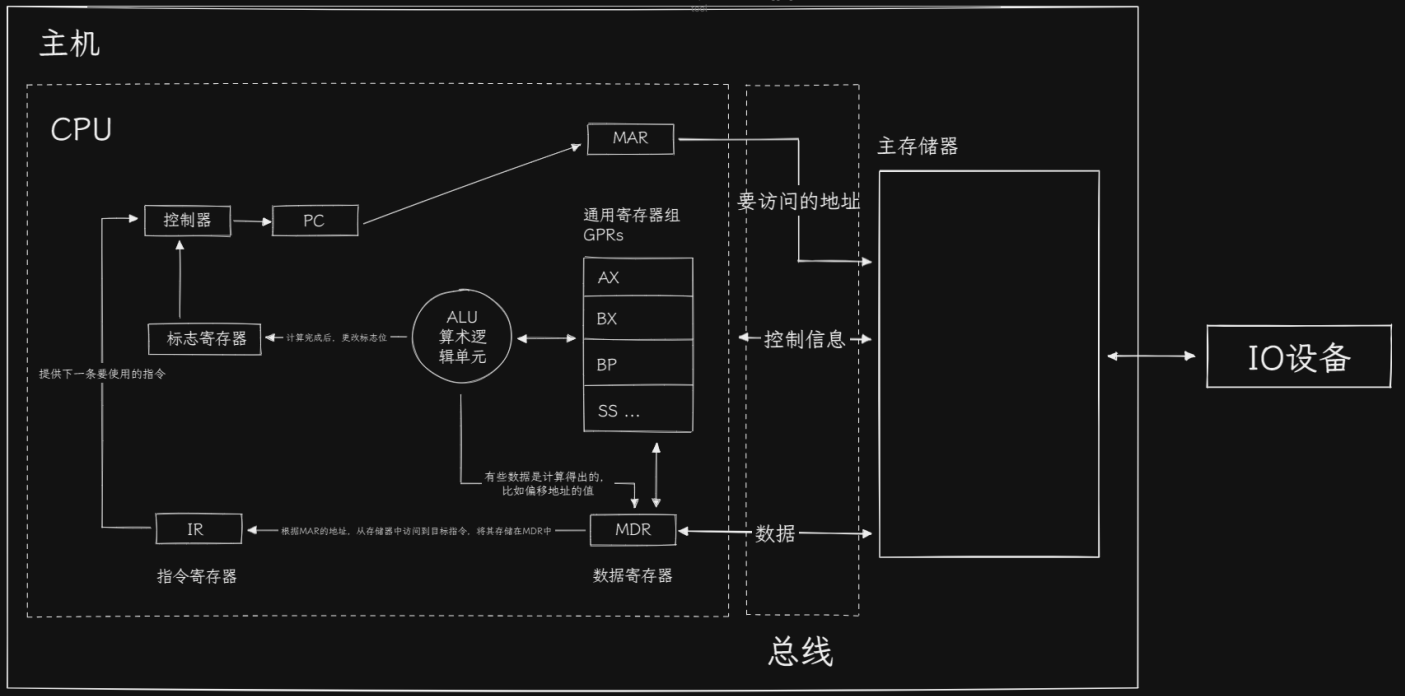 主机
CPU
MAR
主存储器
要访问的地址
控制器
PC
通用寄存器组
GPRs
AX
BX
BP
SS ...
ALU
算术逻
辑单元
计算完成后，更改标志位
标志寄存器
控制信息
IO设备
提供下一条要使用的指令
有些数据是计算得出的，
比如偏移地址的值
IR
根据MAR的地址，从存储器中访问到目标指令，将其存储在MDR中
MDR
数据
指令寄存器
数据寄存器
总线